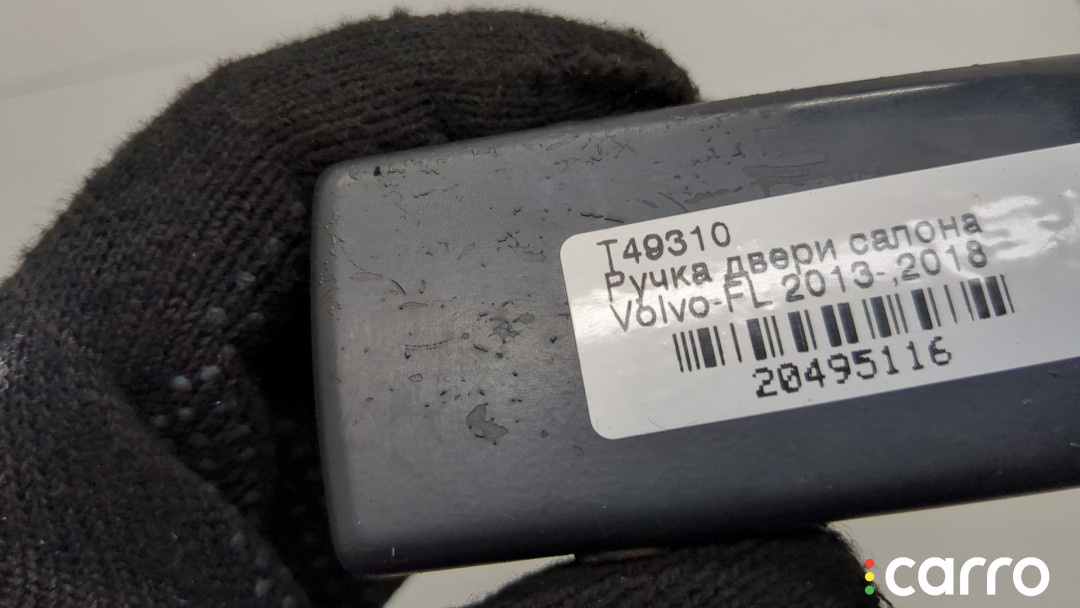 T49310
Ручка двери салона
Volvo-FL 2013-,2018
20495116
carro